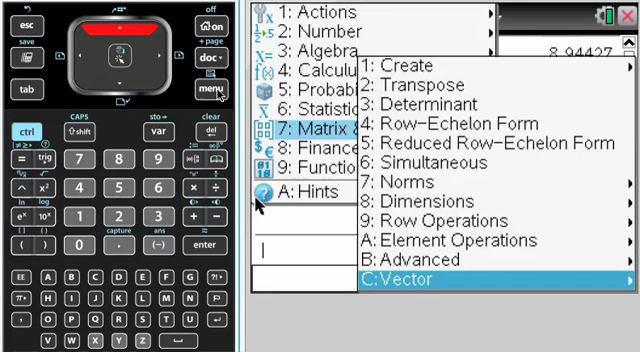 off
esc
on
save
+ page
doc
tab
menu
CAPS
sto→
clear
ctrl
⇧shift
var
del
= trig 7 8 9
^ x² 4 5 6 × ÷
ln log
eˣ 10ˣ 1 2 3 + −
[ ] { }
capture ans ≈
( ) 0 . (−) enter
EE A B C D E F G ?!▸
π▸ H I J K L M N
, O P Q R S T U ↵
V W X Y Z
1: Actions
2: Number
3: Algebra
4: Calculu
5: Probabi
6: Statistic
7: Matrix &
8: Finance
9: Functio
A: Hints
8.94427
1: Create
2: Transpose
3: Determinant
4: Row-Echelon Form
5: Reduced Row-Echelon Form
6: Simultaneous
7: Norms
8: Dimensions
9: Row Operations
A: Element Operations
B: Advanced
C: Vector